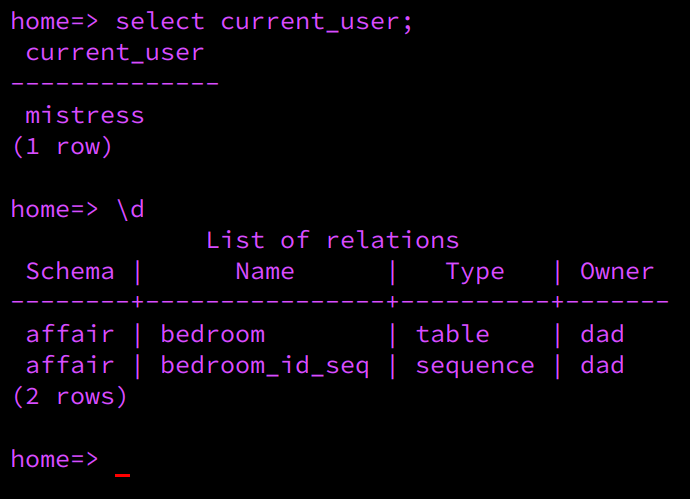 home=> select current_user;
 current_user
--------------
 mistress
(1 row)

home=> \d
             List of relations
 Schema |      Name      |   Type   | Owner
--------+----------------+----------+-------
 affair | bedroom        | table    | dad
 affair | bedroom_id_seq | sequence | dad
(2 rows)

home=>